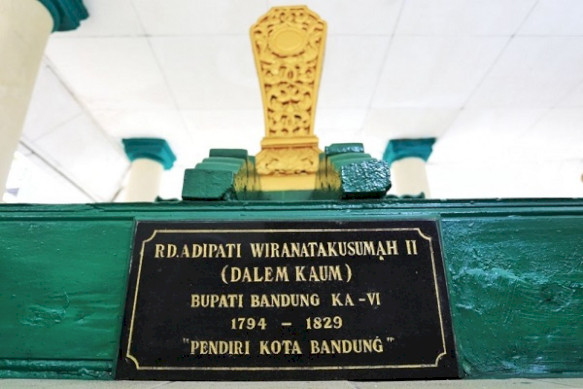 RD.ADIPATI WIRANATAKUSUMAH II
(DALEM KAUM)
BUPATI BANDUNG KA-VI
1794 - 1829
"PENDIRI KOTA BANDUNG"